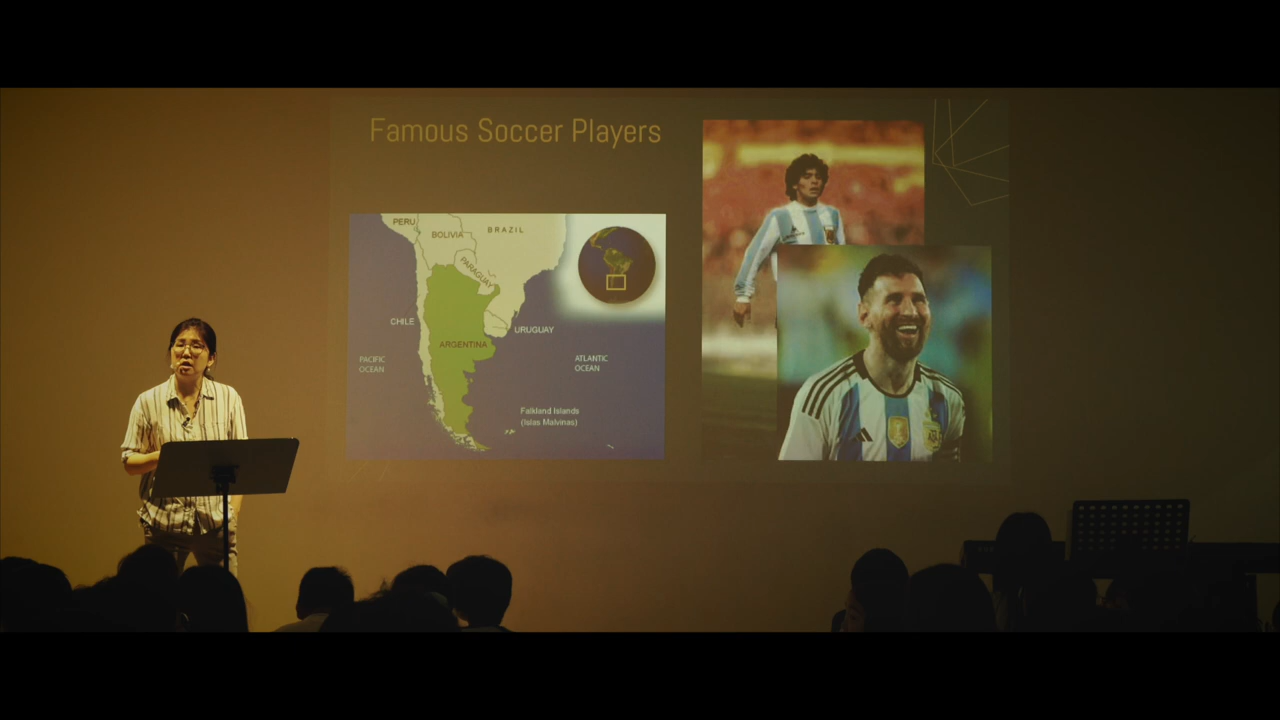 Famous Soccer Players
PERU
BOLIVIA
BRAZIL
PARAGUAY
CHILE
URUGUAY
ARGENTINA
PACIFIC
OCEAN
ATLANTIC
OCEAN
Falkland Islands
(Islas Malvinas)